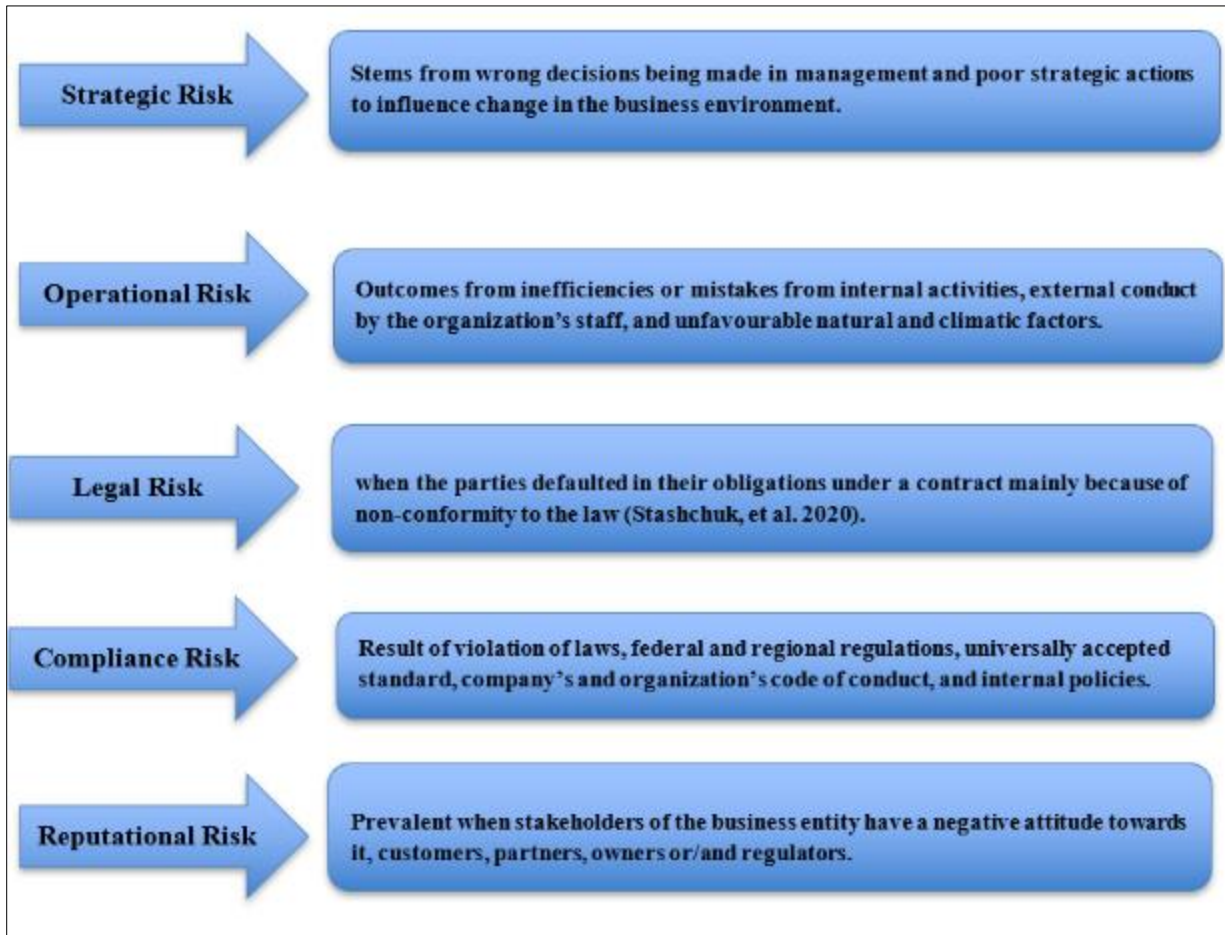 Strategic Risk
Stems from wrong decisions being made in management and poor strategic actions
to influence change in the business environment.
Operational Risk
Outcomes from inefficiencies or mistakes from internal activities, external conduct
by the organization's staff, and unfavourable natural and climatic factors.
Legal Risk
when the parties defaulted in their obligations under a contract mainly because of
non-conformity to the law (Stashchuk, et al. 2020).
Compliance Risk
Result of violation of laws, federal and regional regulations, universally accepted
standard, company's and organization's code of conduct, and internal policies.
Reputational Risk
Prevalent when stakeholders of the business entity have a negative attitude towards
it, customers, partners, owners or/and regulators.